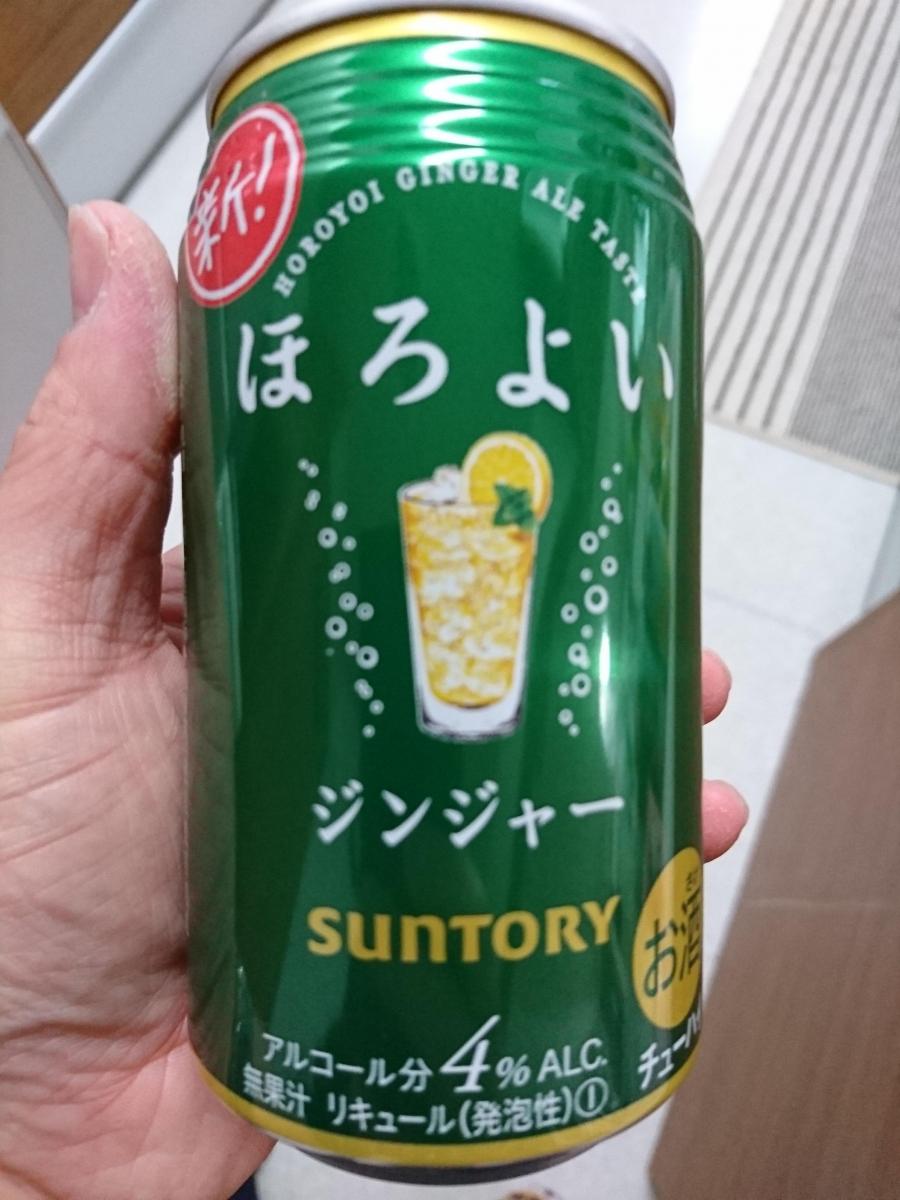 新!
HOROYOI GINGER ALE TASTE
ほろよい
ジンジャー
SUNTORY
お酒
チューハイ
アルコール分4%ALC.
無果汁 リキュール(発泡性)①